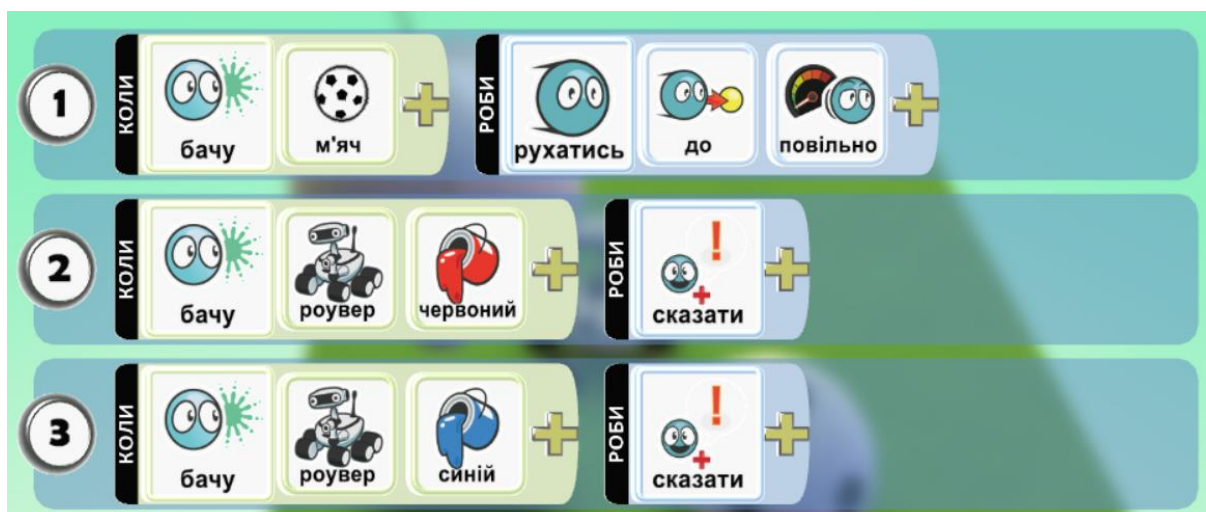 1 КОЛИ бачу м'яч РОБИ рухатись до повільно
2 КОЛИ бачу роувер червоний РОБИ сказати
3 КОЛИ бачу роувер синій РОБИ сказати